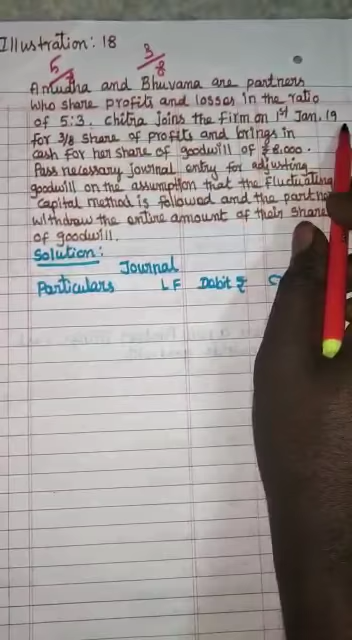 Illustration: 18
5/8 3/8
Anudha and Bhuvana are partners
who share profits and losses in the ratio
of 5:3. Chitra joins the firm on 1st Jan, 19
for 3/8 share of profits and brings in
cash for her share of goodwill of ₹ 8,000.
Pass necessary journal entry for adjusting
goodwill on the assumption that the fluctuating
capital method is followed and the
withdraw the entire amount of their share
of goodwill.
Solution:
Journal
Particulars LF Debit ₹